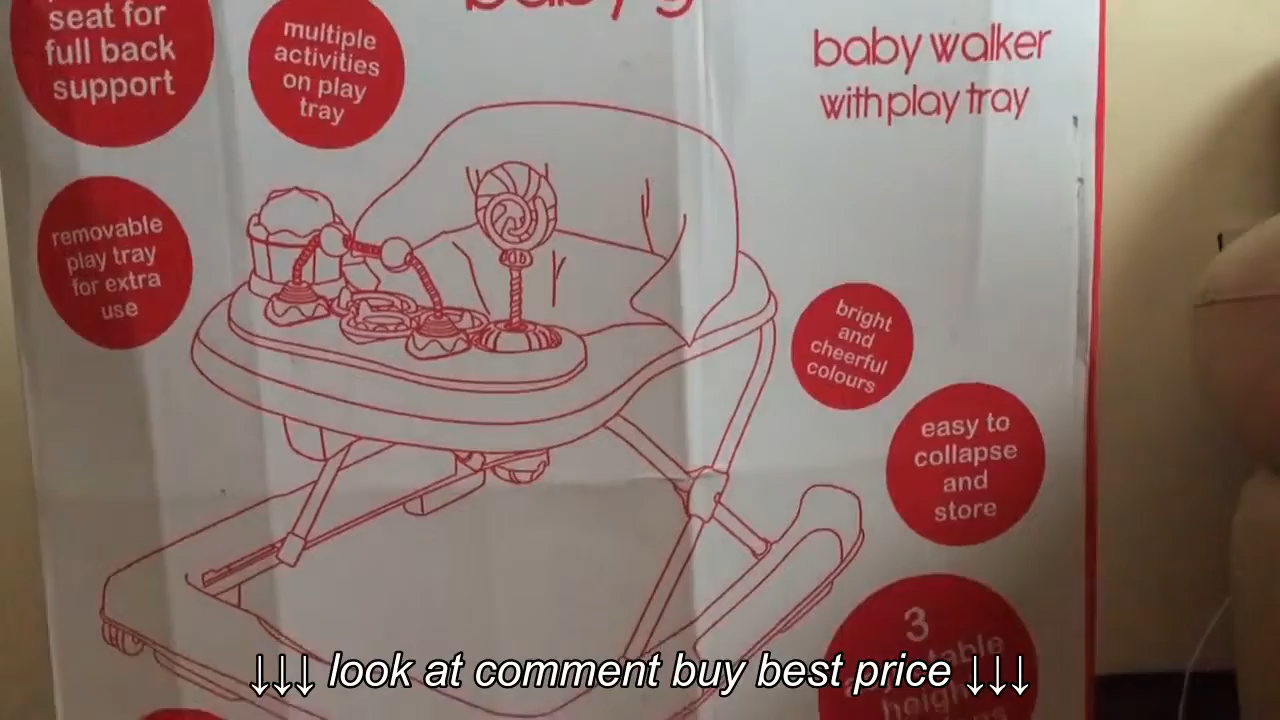 seat for
full back
support
multiple
activities
on play
tray
baby
baby walker
with play tray
removable
play tray
for extra
use
bright
and
cheerful
colours
easy to
collapse
and
store
3
↓↓↓ look at comment buy best price ↓↓↓